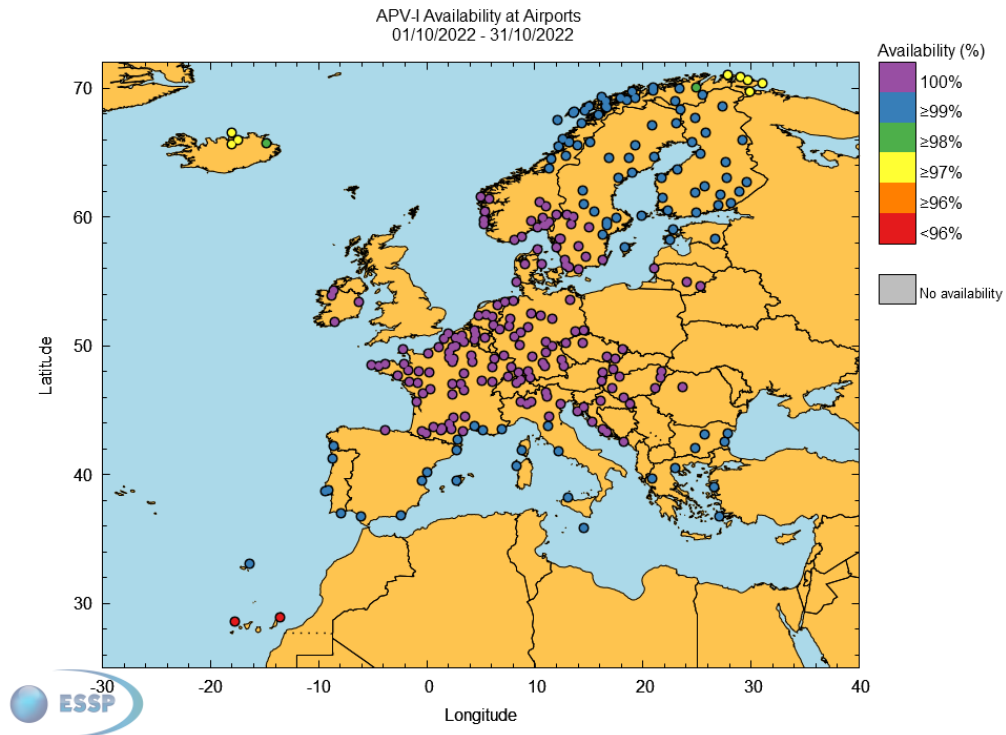 APV-I Availability at Airports
01/10/2022 - 31/10/2022
Availability (%)
100%
≥99%
≥98%
≥97%
≥96%
<96%
No availability
70
60
50
40
30
Latitude
-30
-20
-10
0
10
20
30
40
Longitude
ESSP